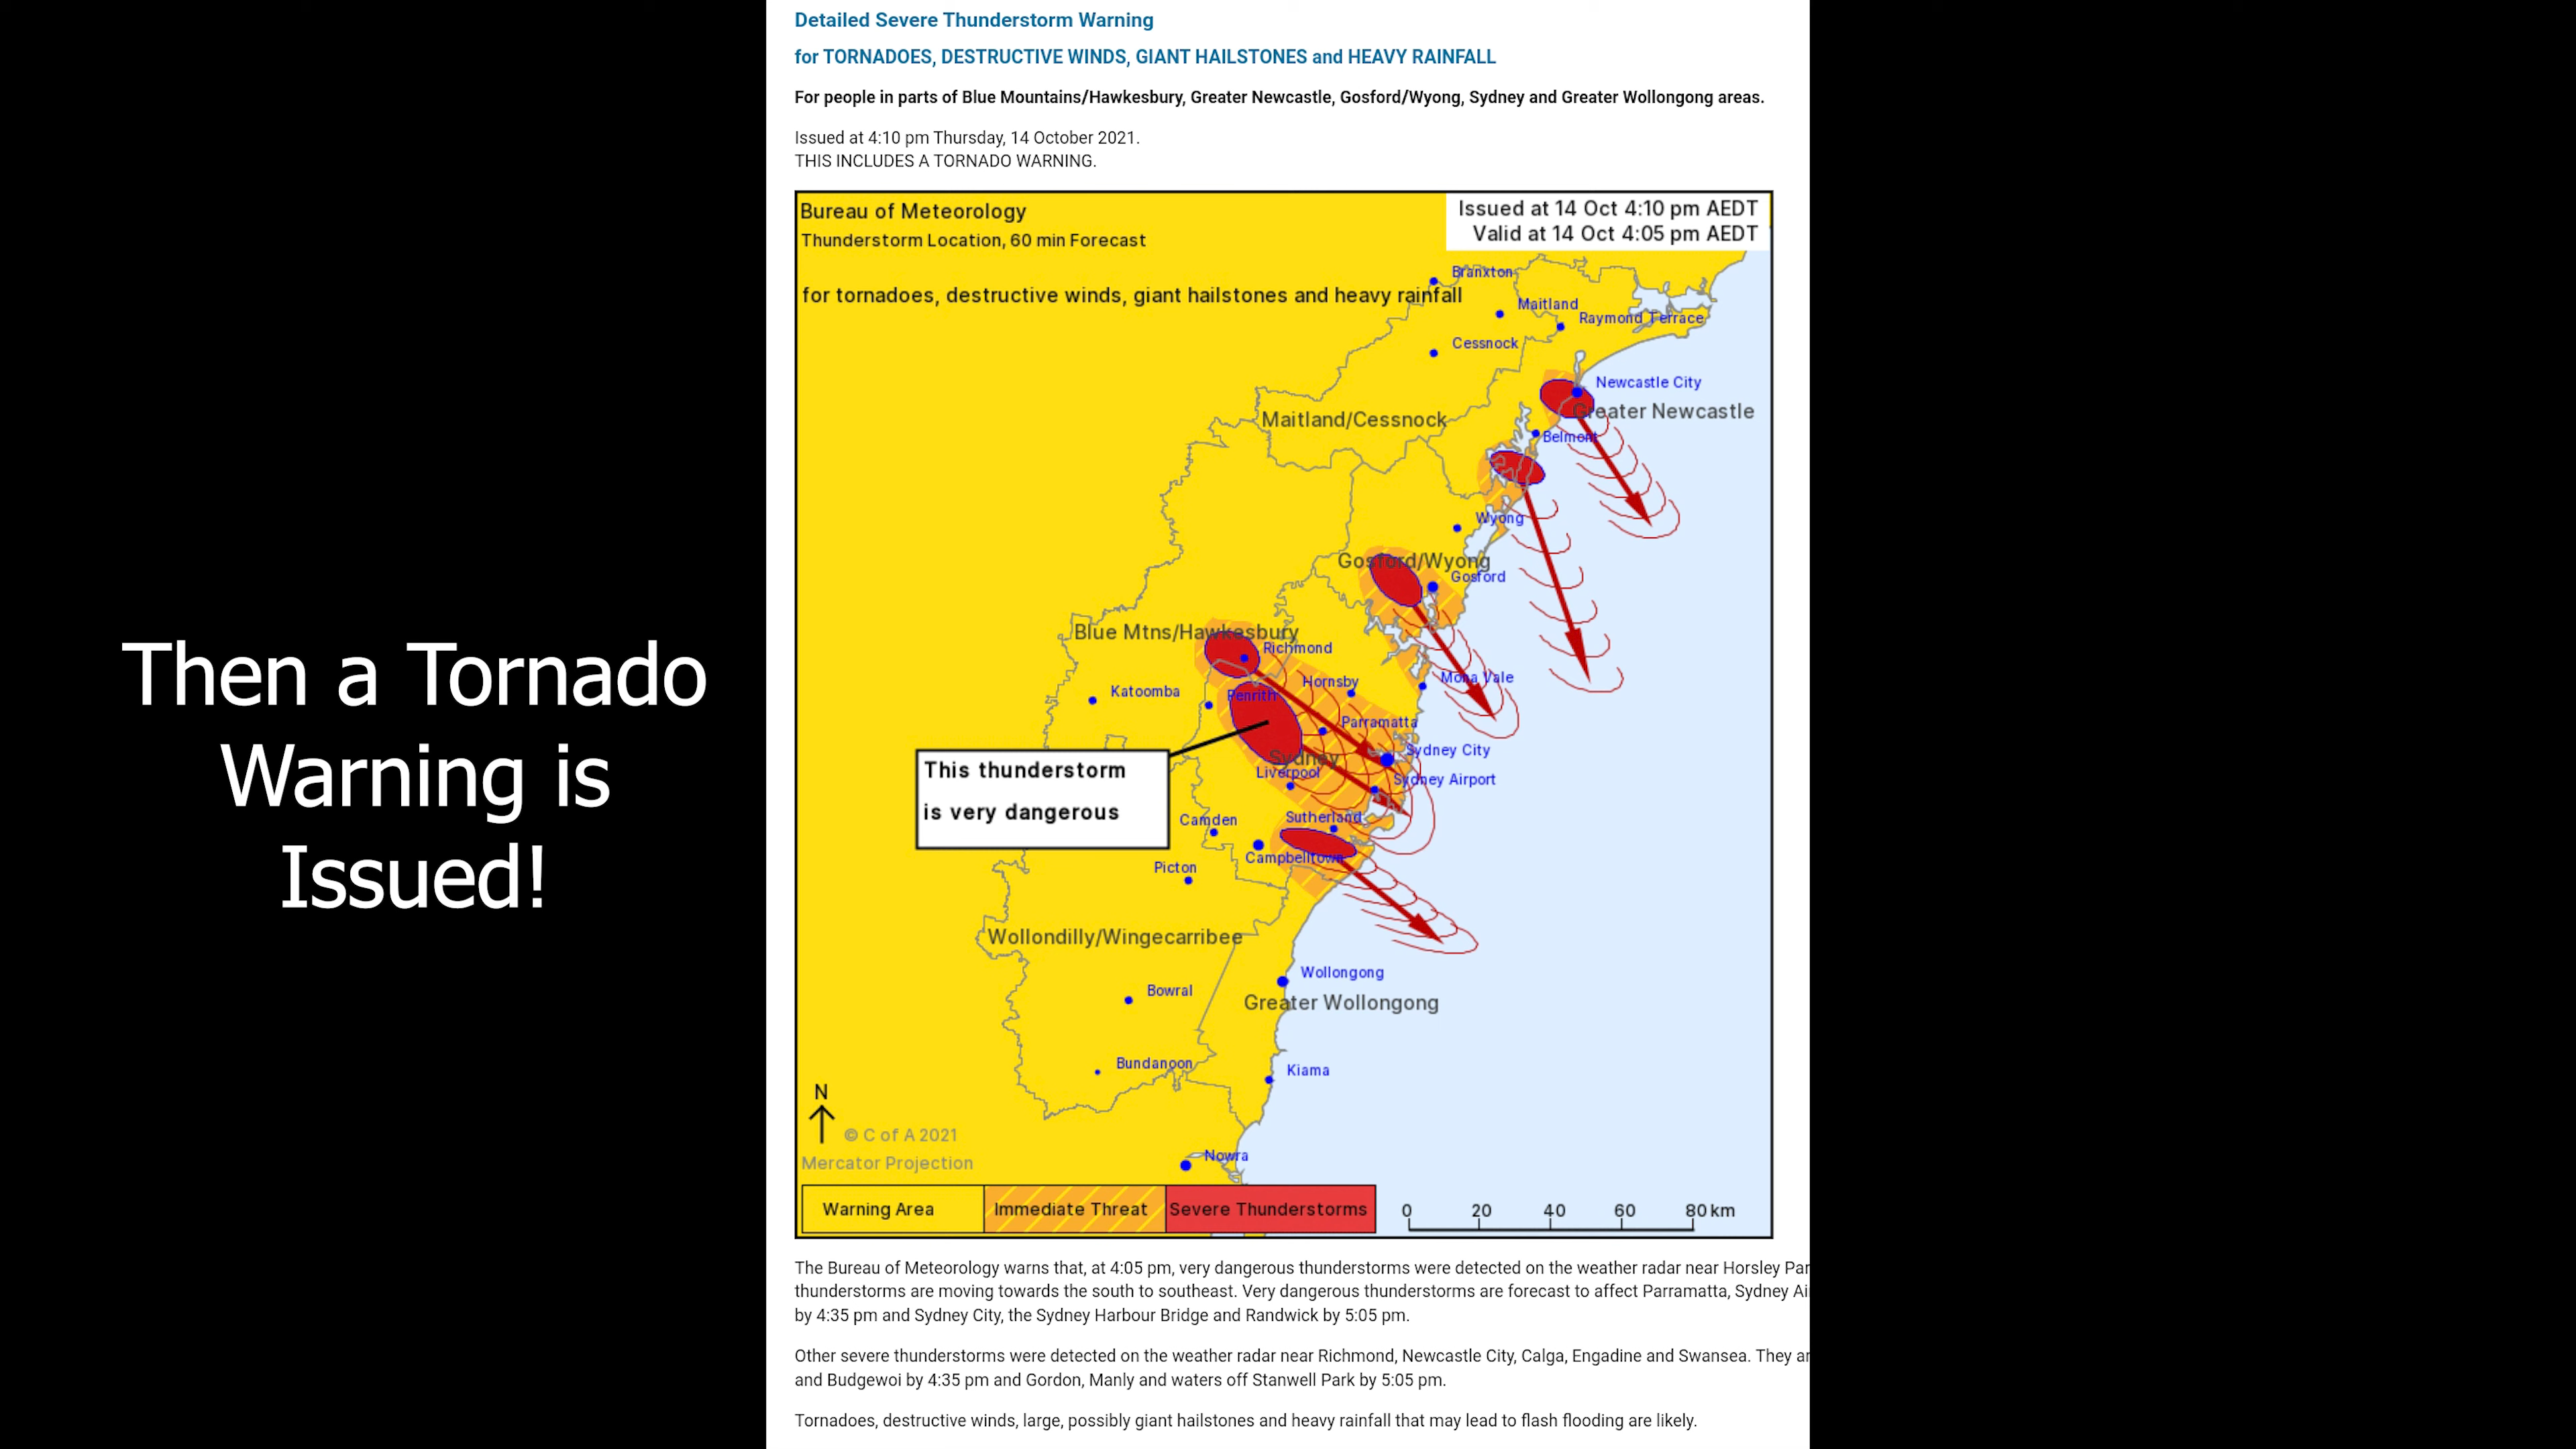 Then a Tornado
Warning is
Issued!
Detailed Severe Thunderstorm Warning
for TORNADOES, DESTRUCTIVE WINDS, GIANT HAILSTONES and HEAVY RAINFALL
For people in parts of Blue Mountains/Hawkesbury, Greater Newcastle, Gosford/Wyong, Sydney and Greater Wollongong areas.
Issued at 4:10 pm Thursday, 14 October 2021.
THIS INCLUDES A TORNADO WARNING.
Bureau of Meteorology
Thunderstorm Location, 60 min Forecast
Issued at 14 Oct 4:10 pm AEDT
Valid at 14 Oct 4:05 pm AEDT
for tornadoes, destructive winds, giant hailstones and heavy rainfall
Branxton
Maitland
Raymond Terrace
Cessnock
Newcastle City
Greater Newcastle
Maitland/Cessnock
Belmont
Wyong
Gosford/Wyong
Gosford
Blue Mtns/Hawkesbury
Richmond
Mona Vale
Hornsby
Katoomba
Penrith
Parramatta
Sydney City
Sydney
Liverpool
Sydney Airport
This thunderstorm
is very dangerous
Camden
Sutherland
Campbelltown
Picton
Wollondilly/Wingecarribee
Wollongong
Greater Wollongong
Bowral
Bundanoon
Kiama
N
© C of A 2021
Mercator Projection
Nowra
Warning Area
Immediate Threat
Severe Thunderstorms
0 20 40 60 80 km
The Bureau of Meteorology warns that, at 4:05 pm, very dangerous thunderstorms were detected on the weather radar near Horsley Par
thunderstorms are moving towards the south to southeast. Very dangerous thunderstorms are forecast to affect Parramatta, Sydney Ai
by 4:35 pm and Sydney City, the Sydney Harbour Bridge and Randwick by 5:05 pm.
Other severe thunderstorms were detected on the weather radar near Richmond, Newcastle City, Calga, Engadine and Swansea. They ar
and Budgewoi by 4:35 pm and Gordon, Manly and waters off Stanwell Park by 5:05 pm.
Tornadoes, destructive winds, large, possibly giant hailstones and heavy rainfall that may lead to flash flooding are likely.